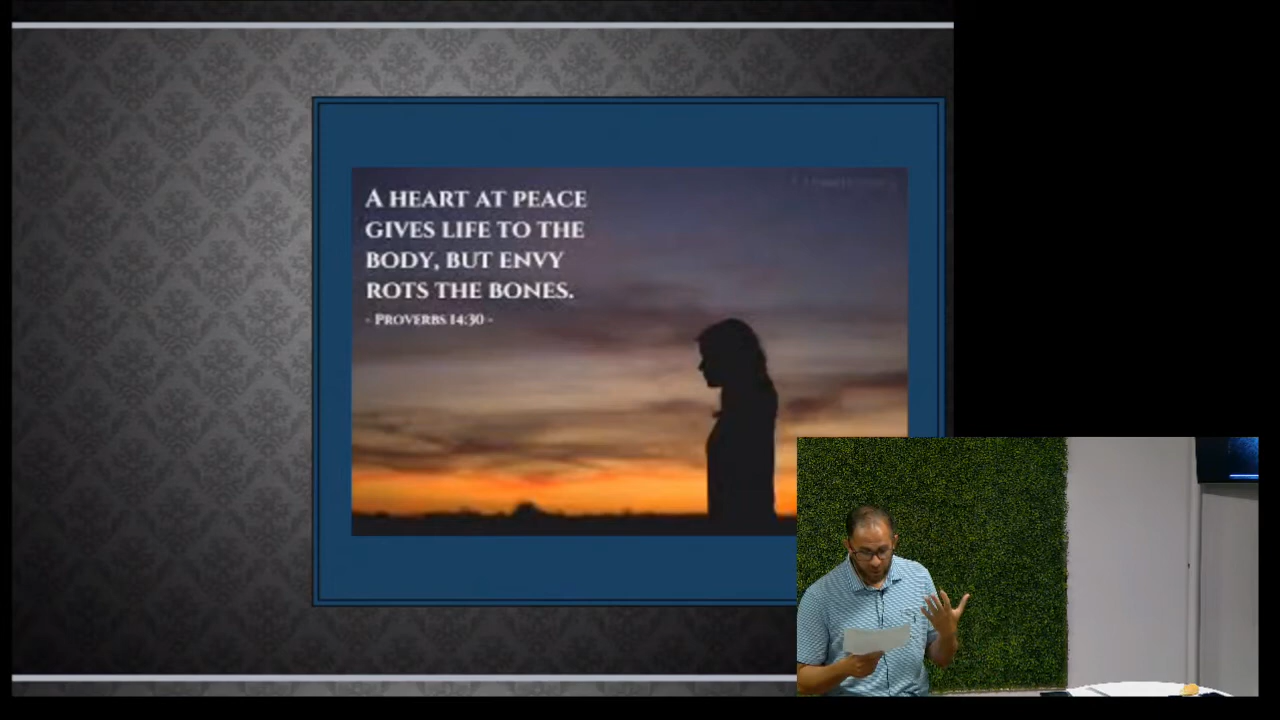 A HEART AT PEACE
GIVES LIFE TO THE
BODY, BUT ENVY
ROTS THE BONES.
- PROVERBS 14:30 -